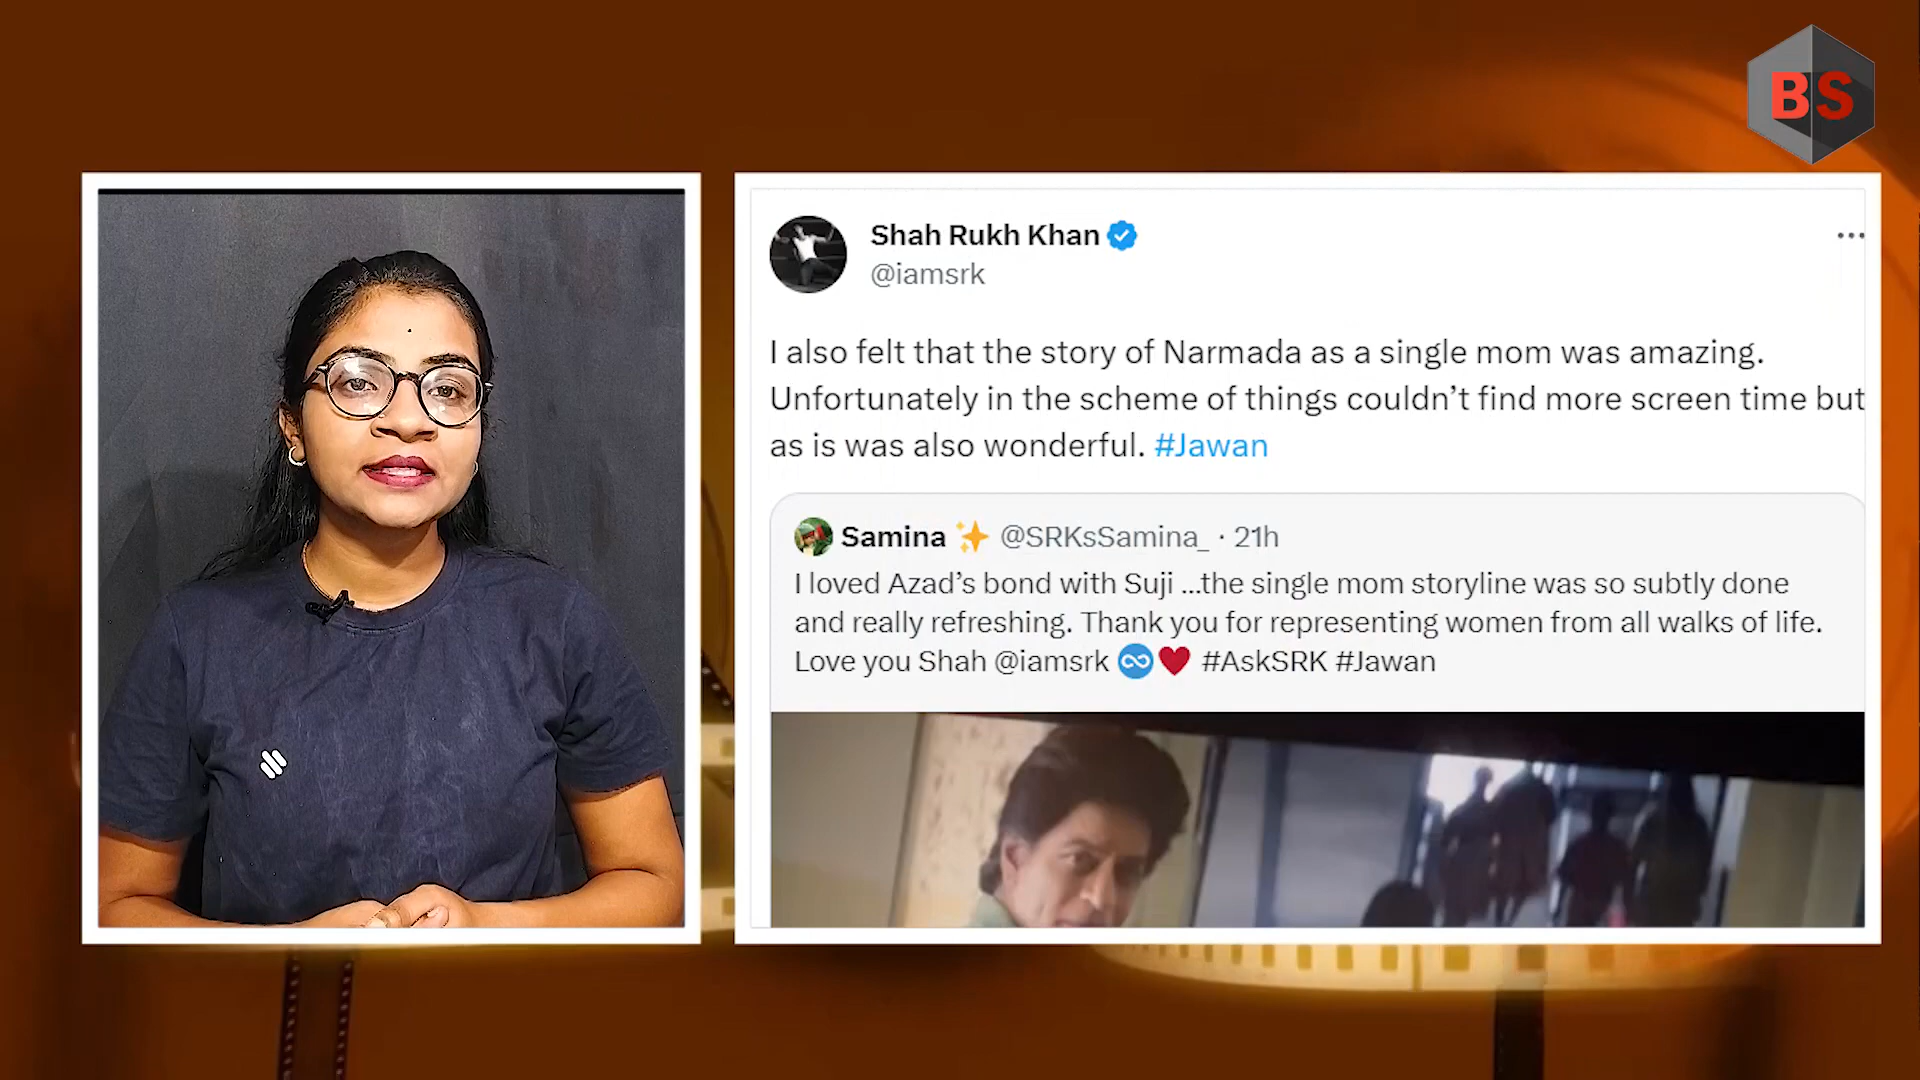 BS
Shah Rukh Khan
@iamsrk
I also felt that the story of Narmada as a single mom was amazing.
Unfortunately in the scheme of things couldn’t find more screen time but
as is was also wonderful. #Jawan
Samina ✨ @SRKsSamina_ · 21h
I loved Azad’s bond with Suji ...the single mom storyline was so subtly done
and really refreshing. Thank you for representing women from all walks of life.
Love you Shah @iamsrk ♾️❤️ #AskSRK #Jawan